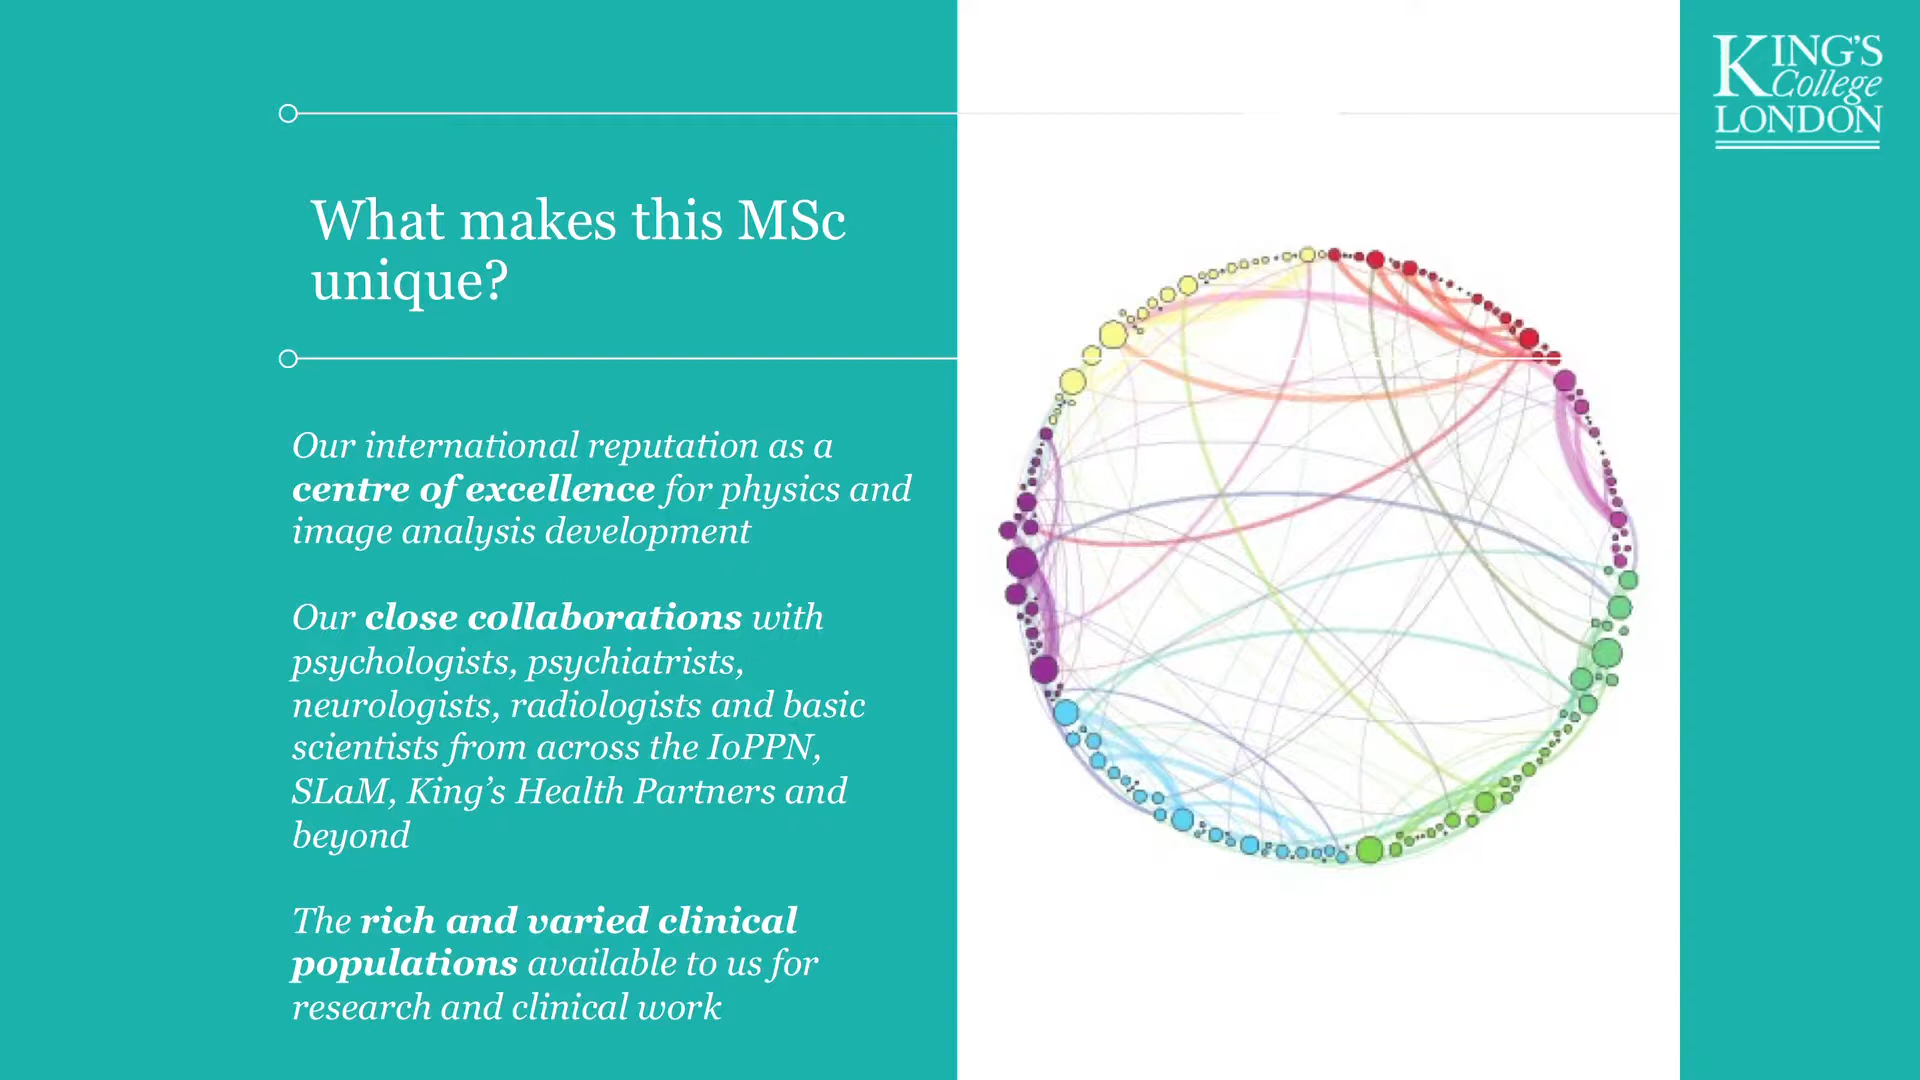 KING'S
College
LONDON
What makes this MSc
unique?
Our international reputation as a
centre of excellence for physics and
image analysis development
Our close collaborations with
psychologists, psychiatrists,
neurologists, radiologists and basic
scientists from across the IoPPN,
SLaM, King’s Health Partners and
beyond
The rich and varied clinical
populations available to us for
research and clinical work